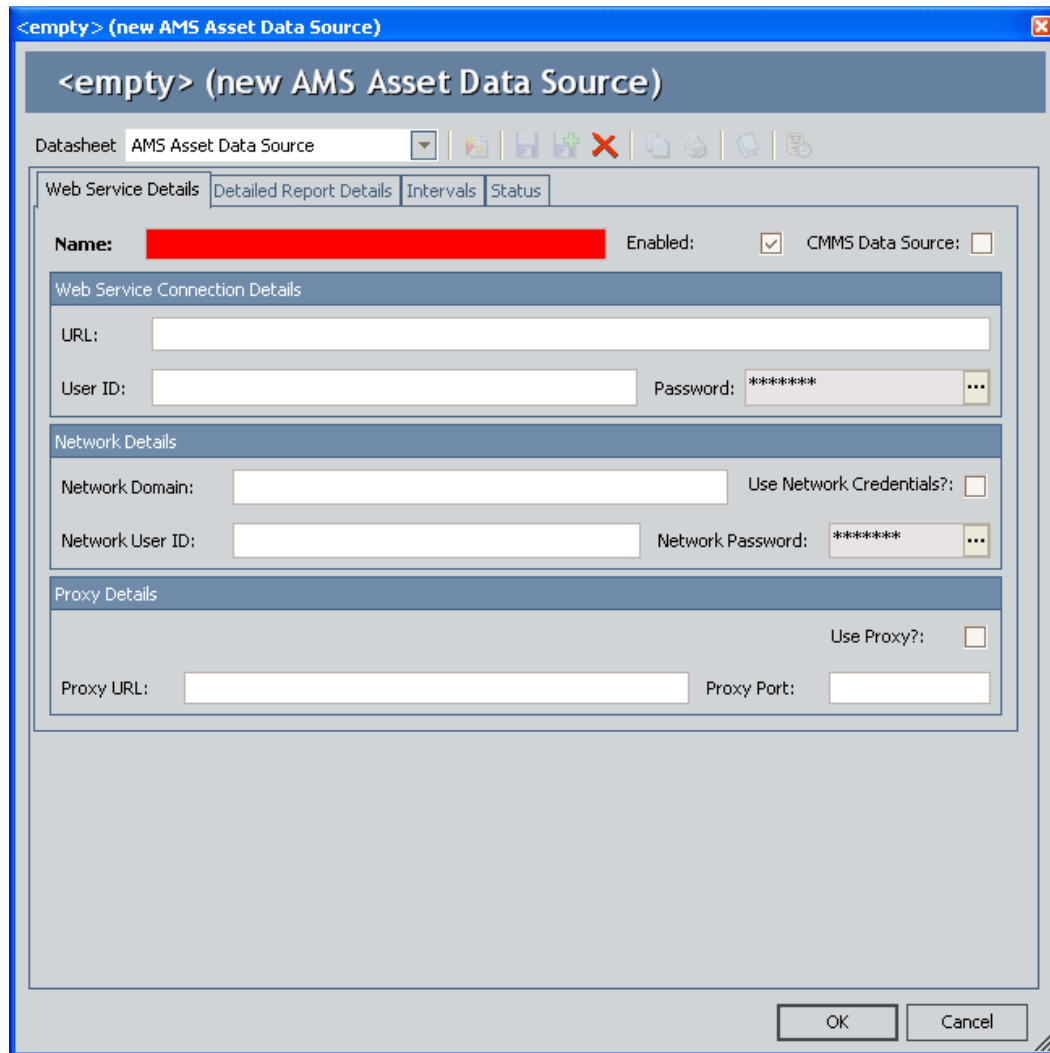 <empty> (new AMS Asset Data Source)
<empty> (new AMS Asset Data Source)
Datasheet AMS Asset Data Source
Web Service Details Detailed Report Details Intervals Status
Name: Enabled: CMMS Data Source:
Web Service Connection Details
URL:
User ID: Password: ******* ...
Network Details
Network Domain: Use Network Credentials?:
Network User ID: Network Password: ******* ...
Proxy Details
Use Proxy?:
Proxy URL: Proxy Port:
OK Cancel